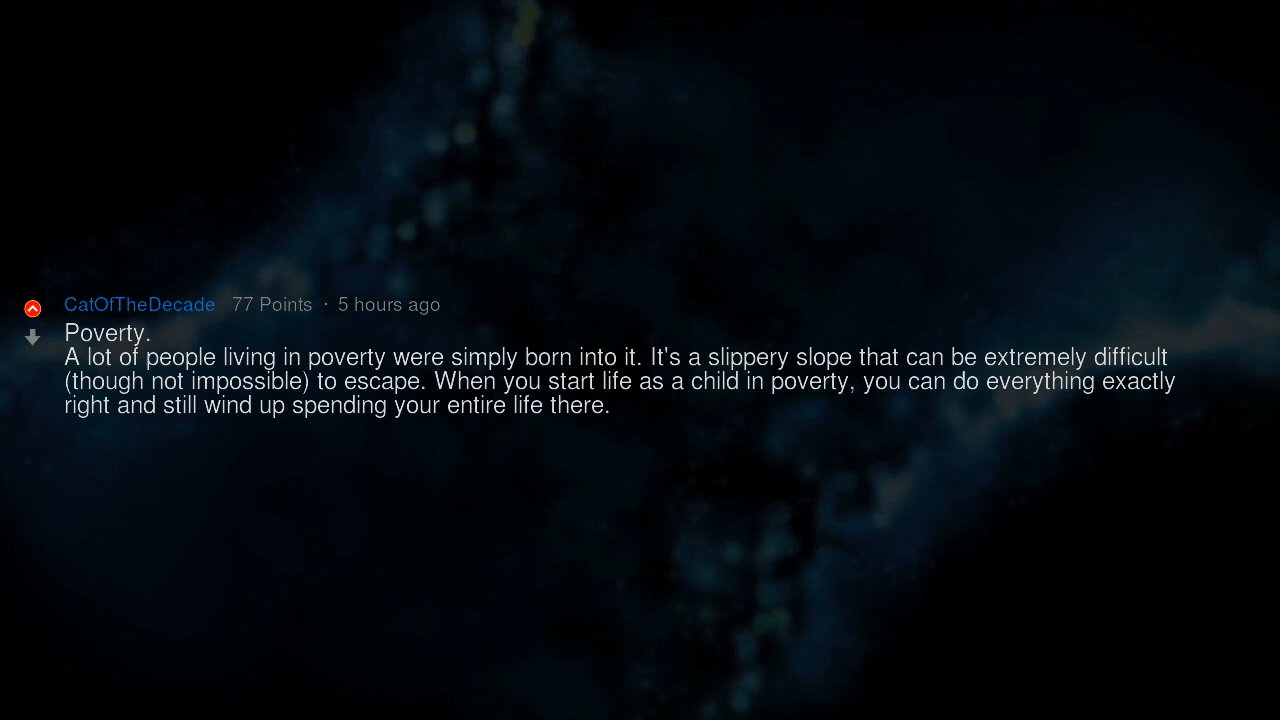 CatOfTheDecade 77 Points · 5 hours ago
Poverty.
A lot of people living in poverty were simply born into it. It's a slippery slope that can be extremely difficult
(though not impossible) to escape. When you start life as a child in poverty, you can do everything exactly
right and still wind up spending your entire life there.